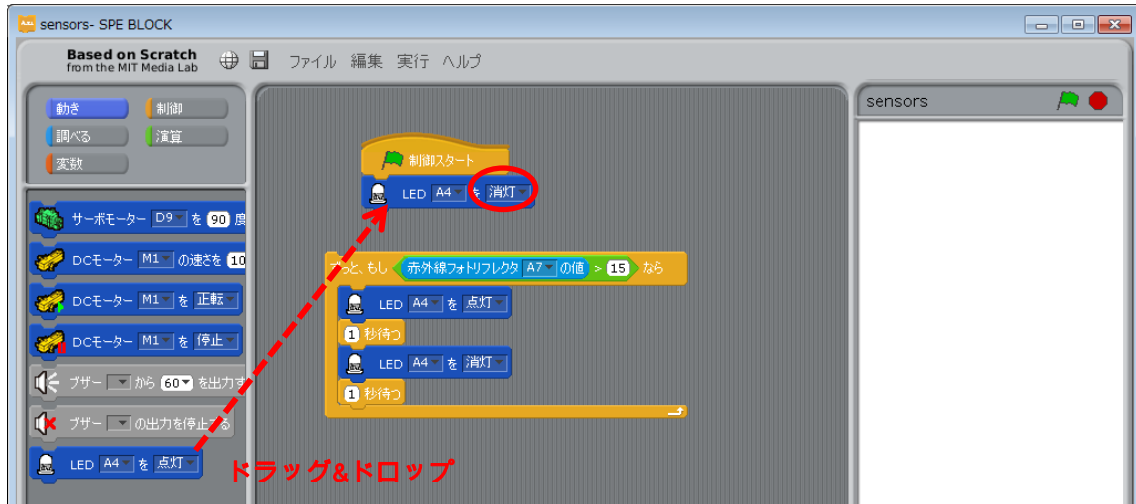 sensors- SPE BLOCK
Based on Scratch
from the MIT Media Lab
ファイル 編集 実行 ヘルプ
動き 制御
調べる 演算
変数
サーボモーター D9 を 90 度
DCモーター M1 の速さを 10
DCモーター M1 を 正転
DCモーター M1 を 停止
ブザー から 60 を出力す
ブザー の出力を停止する
LED A4 を 点灯
制御スタート
LED A4 を 消灯
ずっと、もし 赤外線フォトリフレクタ A7 の値 > 15 なら
LED A4 を 点灯
1 秒待つ
LED A4 を 消灯
1 秒待つ
ドラッグ&ドロップ
sensors